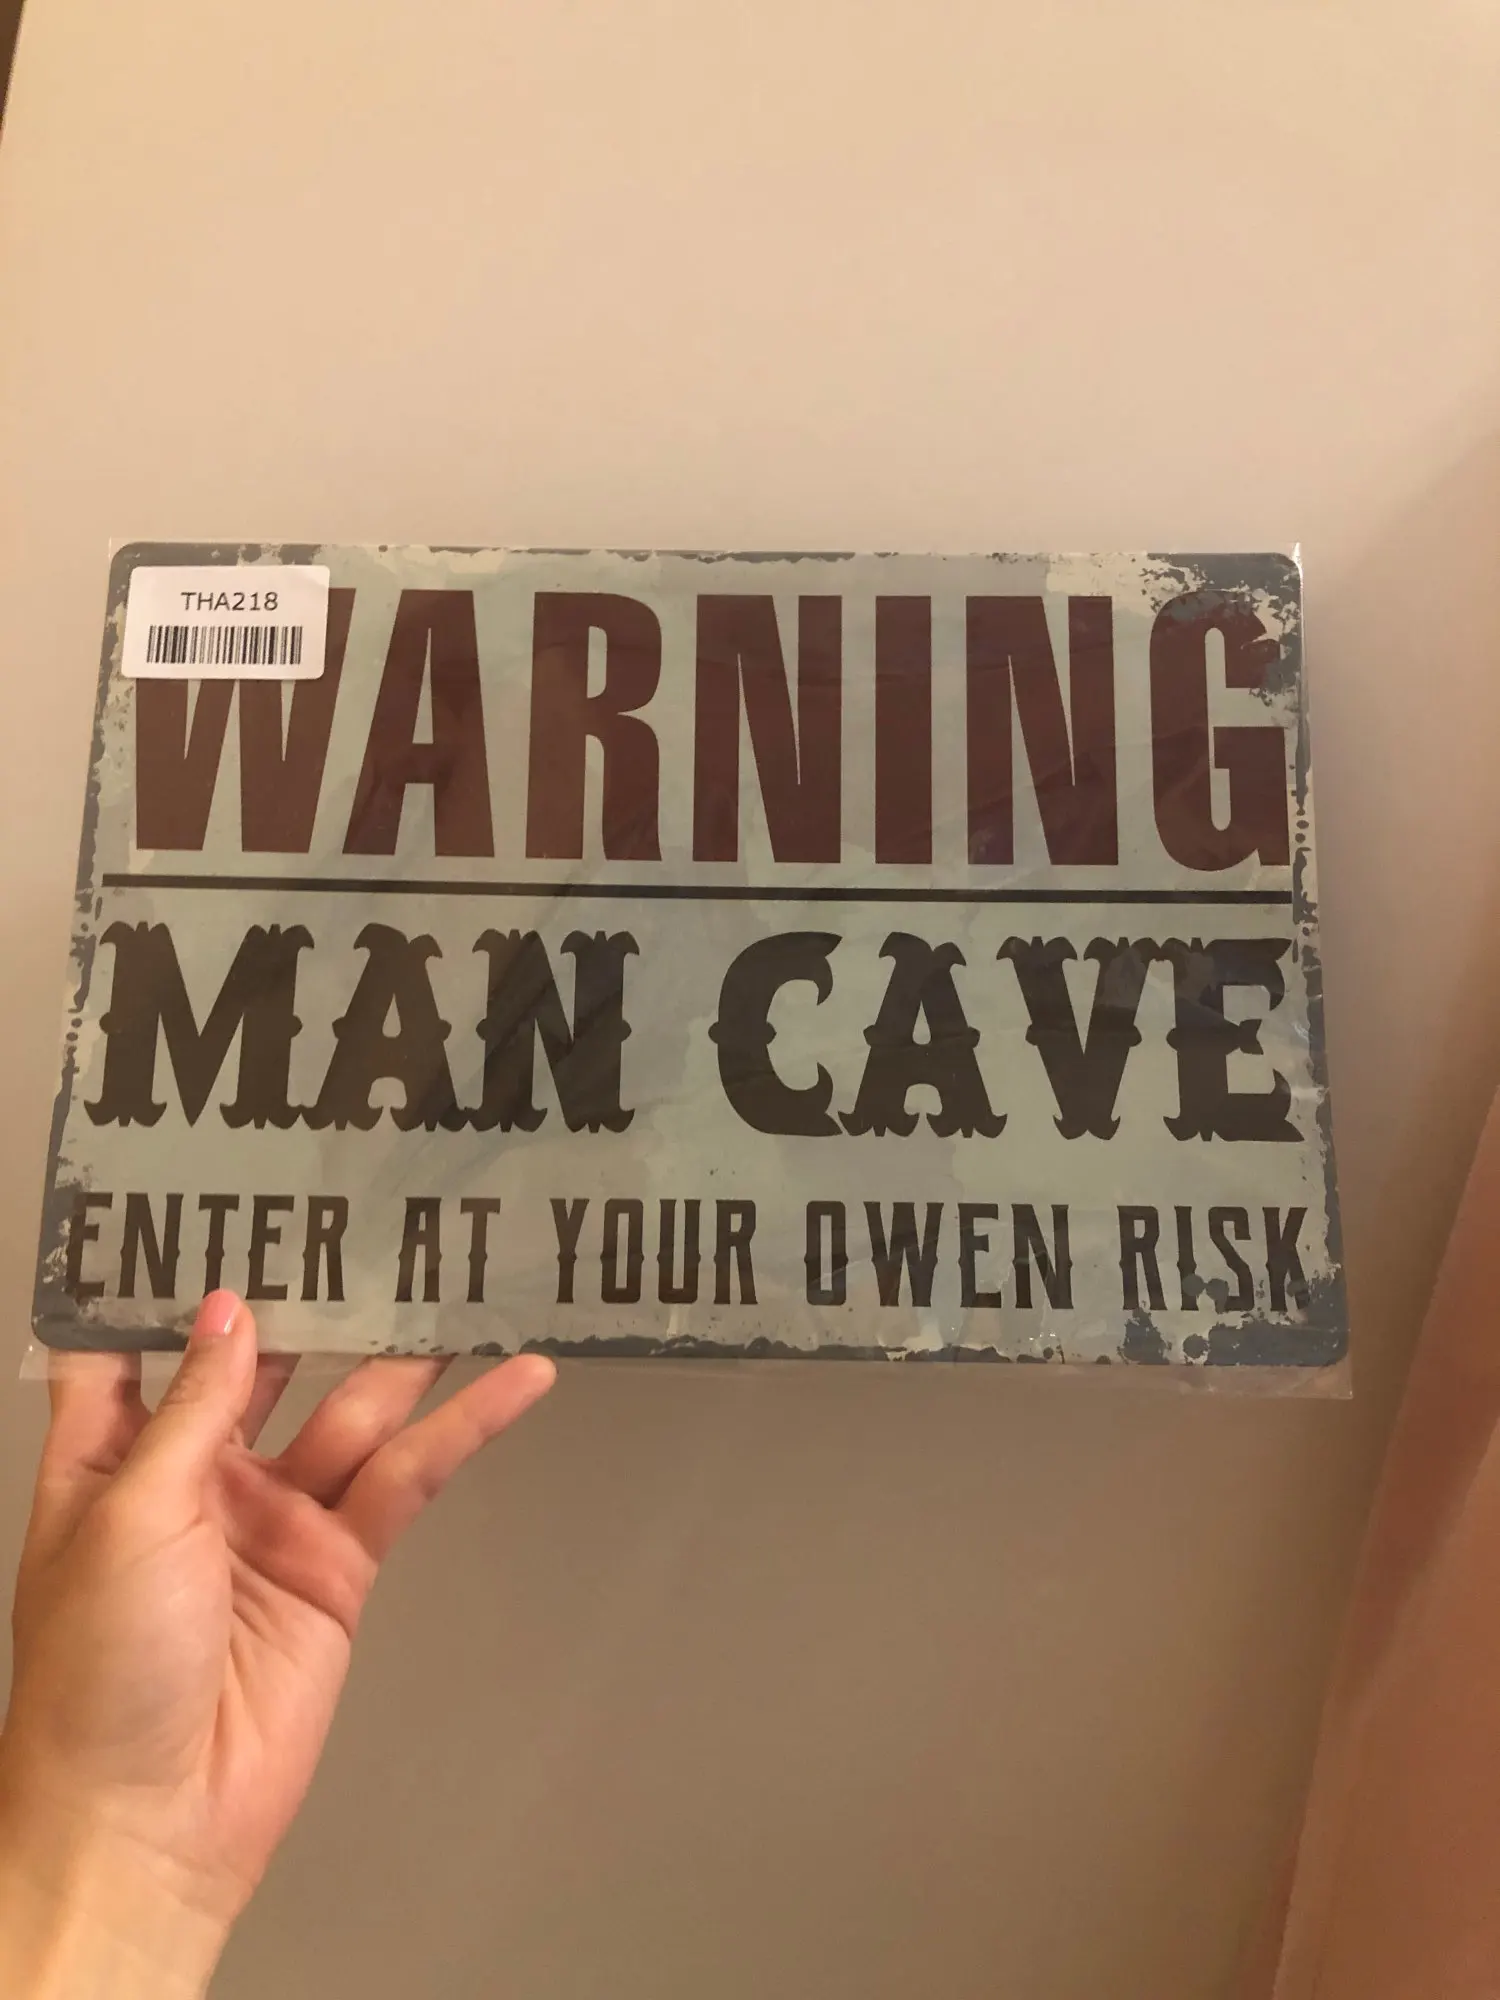 THA218
WARNING
MAN CAVE
ENTER AT YOUR OWEN RISK